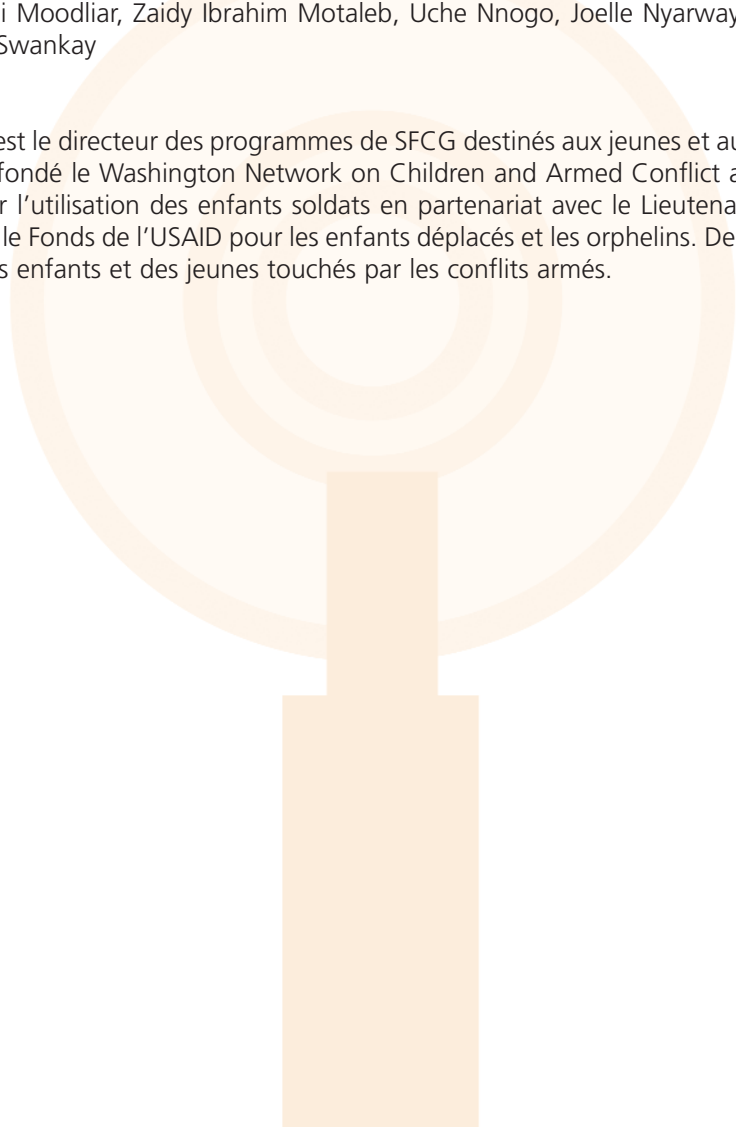 i Moodliar, Zaidy Ibrahim Motaleb, Uche Nnogo, Joelle Nyarway
Swankay
est le directeur des programmes de SFCG destinés aux jeunes et au
fondé le Washington Network on Children and Armed Conflict a
r l’utilisation des enfants soldats en partenariat avec le Lieutena
le Fonds de l’USAID pour les enfants déplacés et les orphelins. De
s enfants et des jeunes touchés par les conflits armés.